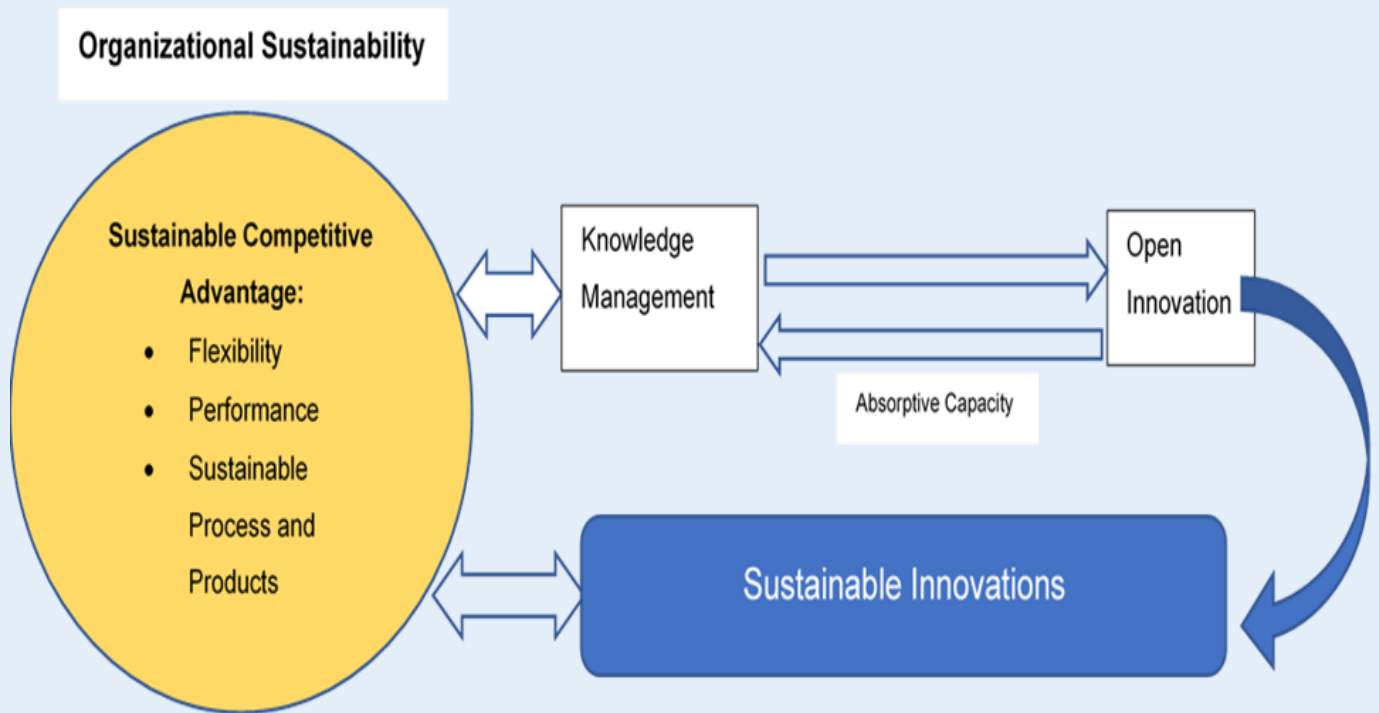 Organizational Sustainability
Sustainable Competitive
Advantage:
• Flexibility
• Performance
• Sustainable
Process and
Products
Knowledge
Management
Open
Innovation
Absorptive Capacity
Sustainable Innovations